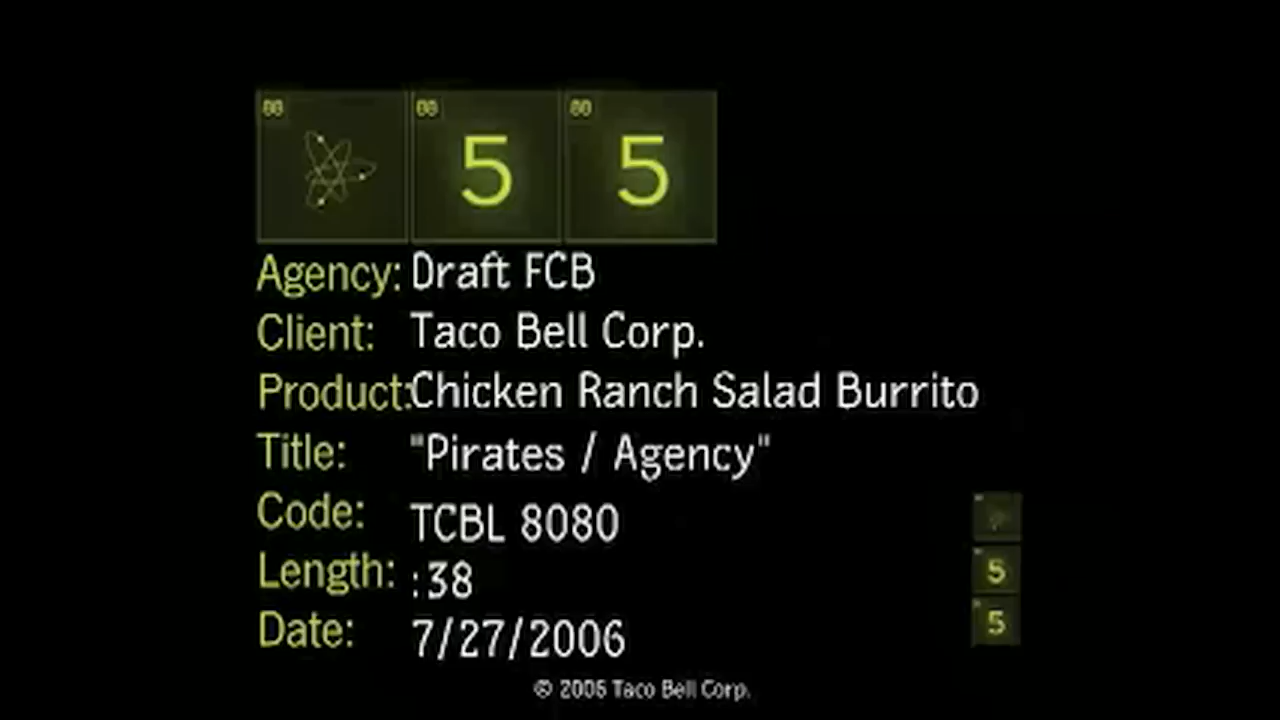 00 00 00
5 5
Agency: Draft FCB
Client: Taco Bell Corp.
Product: Chicken Ranch Salad Burrito
Title: "Pirates / Agency"
Code: TCBL 8080
Length: :38
Date: 7/27/2006
5
5
© 2006 Taco Bell Corp.